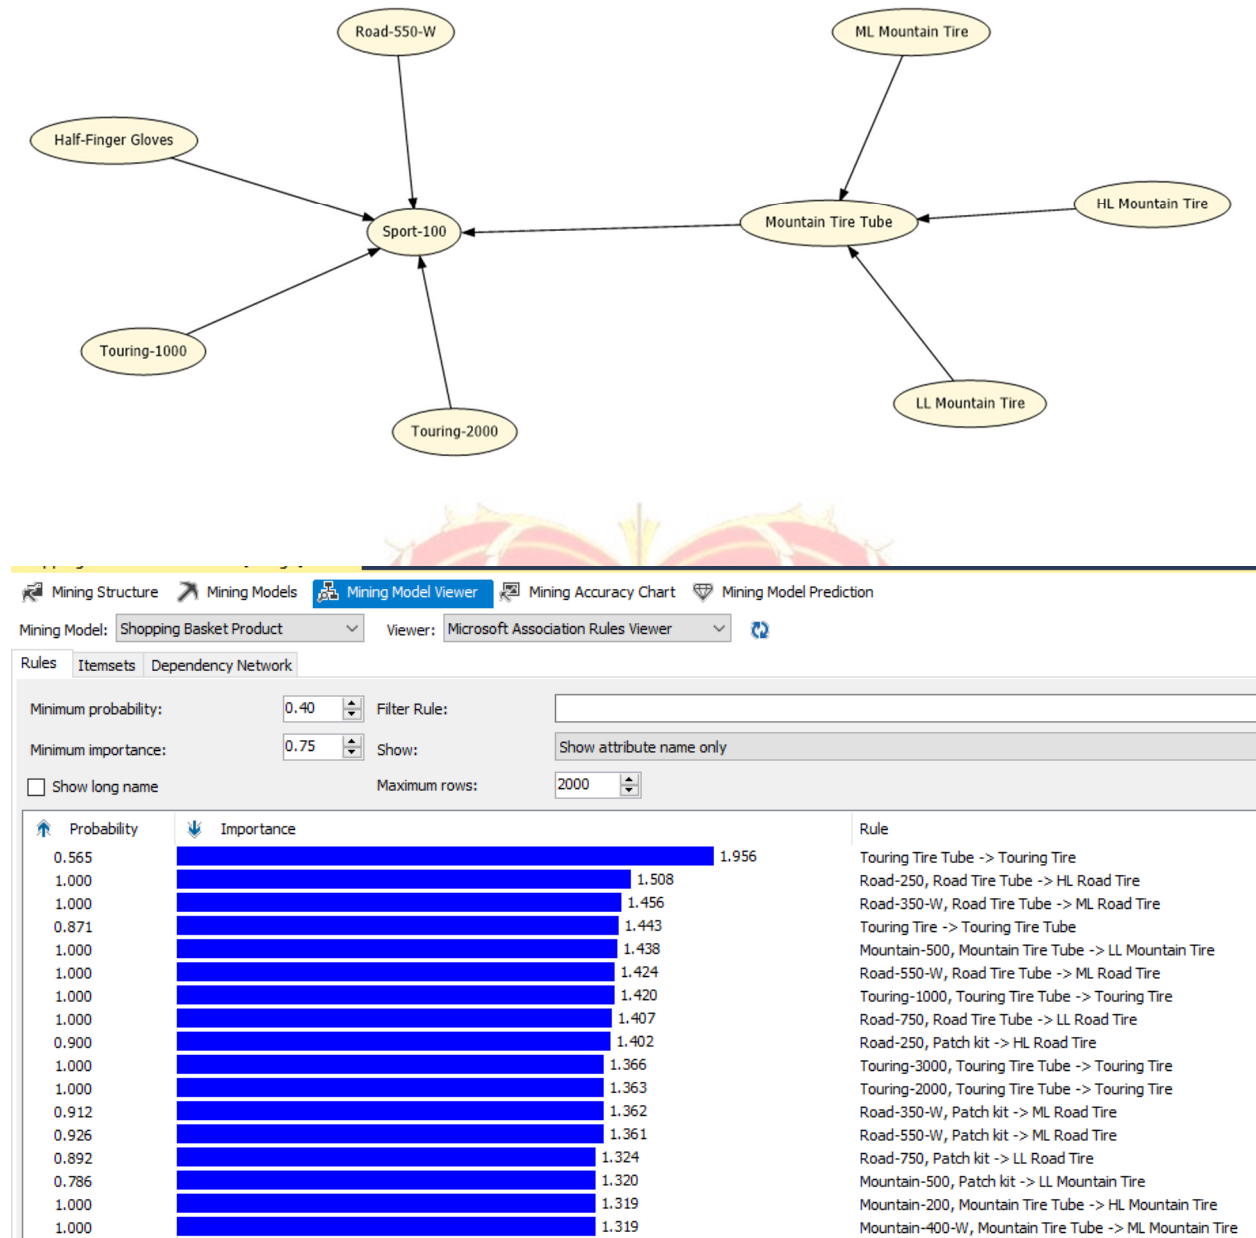 Road-550-W
ML Mountain Tire
Half-Finger Gloves
HL Mountain Tire
Sport-100
Mountain Tire Tube
Touring-1000
LL Mountain Tire
Touring-2000
Mining Structure Mining Models Mining Model Viewer Mining Accuracy Chart Mining Model Prediction
Mining Model: Shopping Basket Product Viewer: Microsoft Association Rules Viewer
Rules Itemsets Dependency Network
Minimum probability: 0.40 Filter Rule:
Minimum importance: 0.75 Show: Show attribute name only
Show long name Maximum rows: 2000
Probability Importance Rule
0.565 1.956 Touring Tire Tube -> Touring Tire
1.000 1.508 Road-250, Road Tire Tube -> HL Road Tire
1.000 1.456 Road-350-W, Road Tire Tube -> ML Road Tire
0.871 1.443 Touring Tire -> Touring Tire Tube
1.000 1.438 Mountain-500, Mountain Tire Tube -> LL Mountain Tire
1.000 1.424 Road-550-W, Road Tire Tube -> ML Road Tire
1.000 1.420 Touring-1000, Touring Tire Tube -> Touring Tire
1.000 1.407 Road-750, Road Tire Tube -> LL Road Tire
0.900 1.402 Road-250, Patch kit -> HL Road Tire
1.000 1.366 Touring-3000, Touring Tire Tube -> Touring Tire
1.000 1.363 Touring-2000, Touring Tire Tube -> Touring Tire
0.912 1.362 Road-350-W, Patch kit -> ML Road Tire
0.926 1.361 Road-550-W, Patch kit -> ML Road Tire
0.892 1.324 Road-750, Patch kit -> LL Road Tire
0.786 1.320 Mountain-500, Patch kit -> LL Mountain Tire
1.000 1.319 Mountain-200, Mountain Tire Tube -> HL Mountain Tire
1.000 1.319 Mountain-400-W, Mountain Tire Tube -> ML Mountain Tire